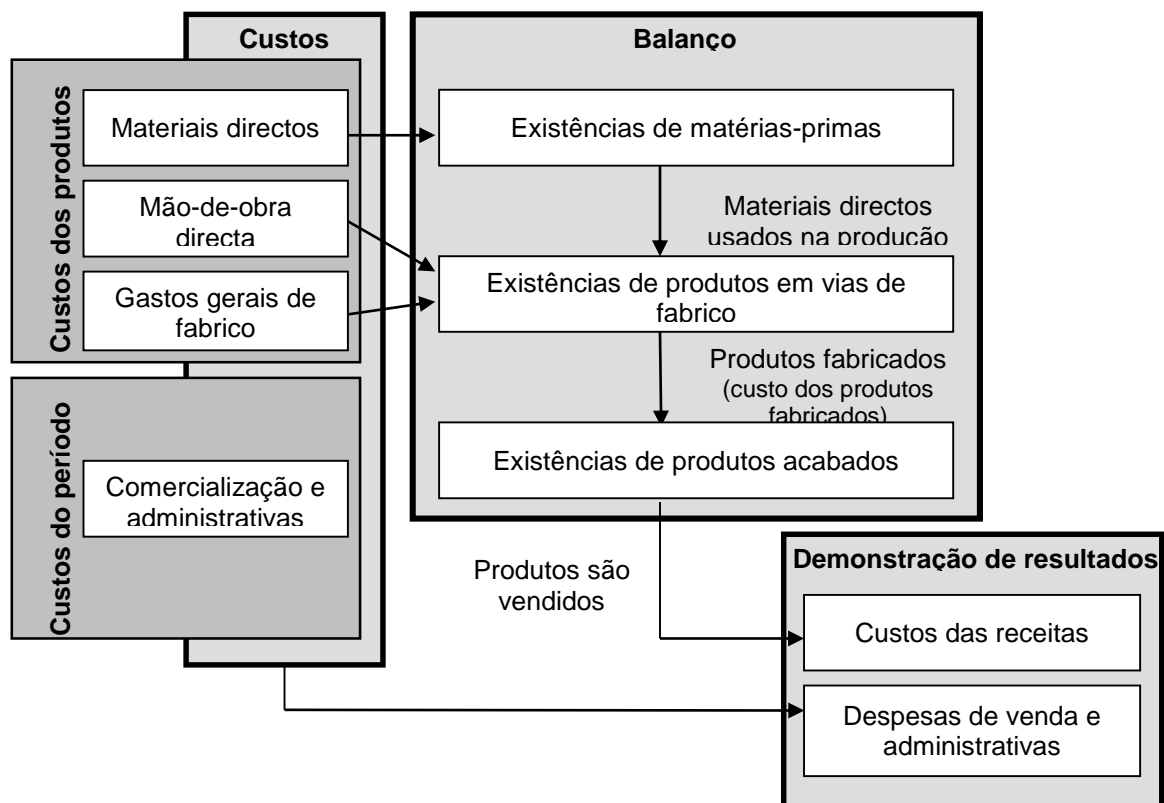 Custos
Custos dos produtos
Materiais directos
Mão-de-obra
directa
Gastos gerais de
fabrico
Custos do período
Comercialização e
administrativas
Balanço
Existências de matérias-primas
Materiais directos
usados na produção
Existências de produtos em vias de
fabrico
Produtos fabricados
(custo dos produtos
fabricados)
Existências de produtos acabados
Produtos são
vendidos
Demonstração de resultados
Custos das receitas
Despesas de venda e
administrativas